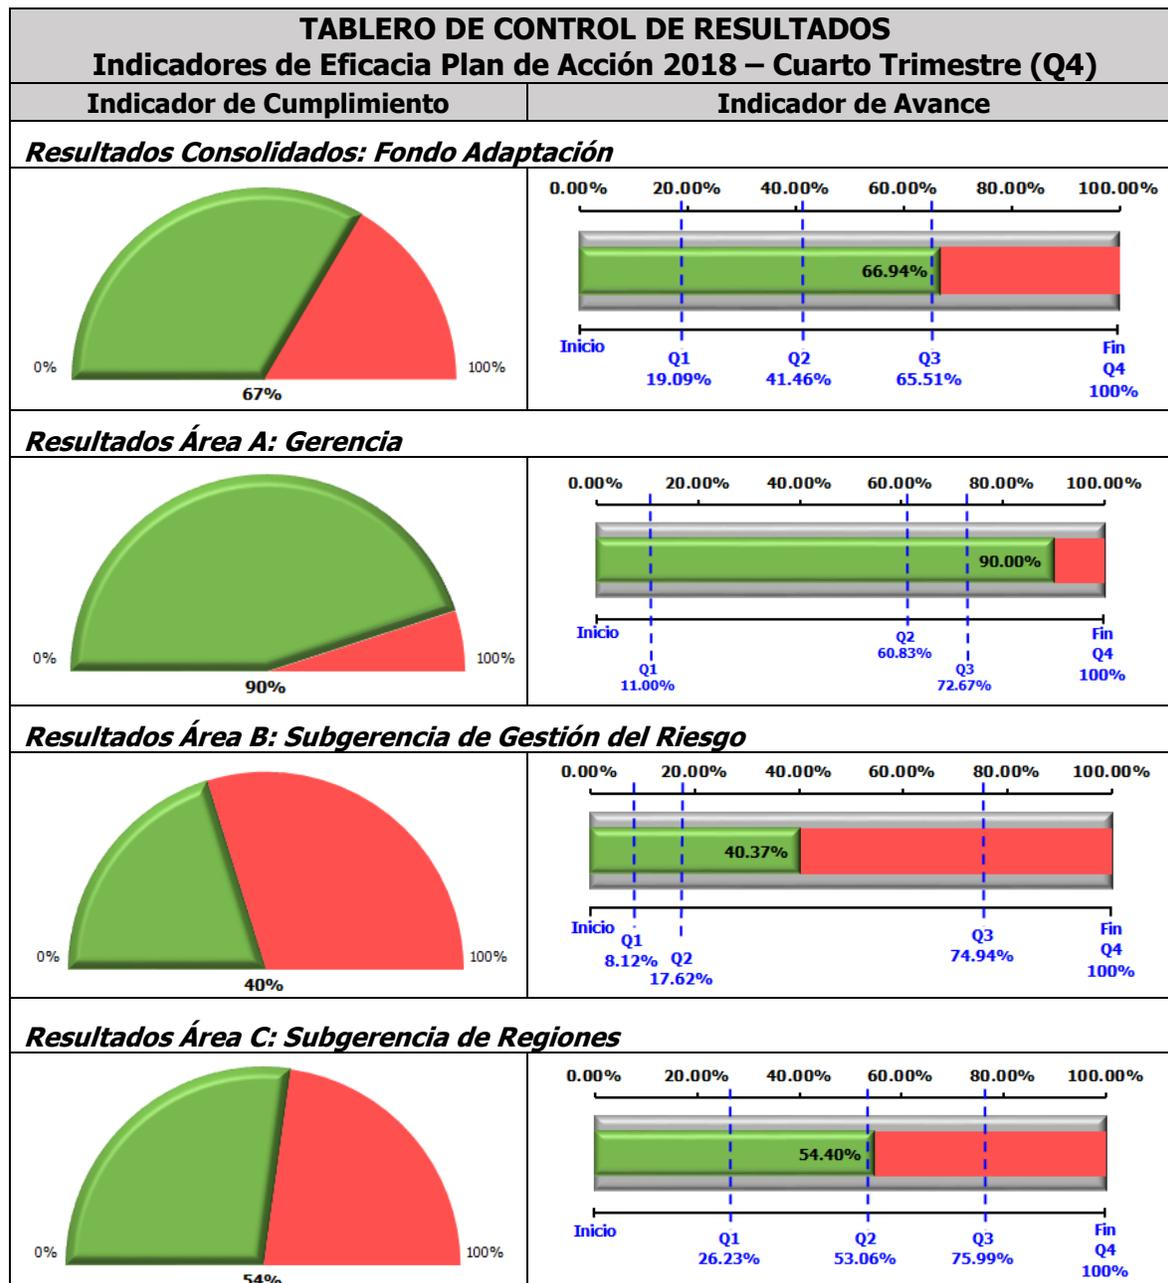 TABLERO DE CONTROL DE RESULTADOS
Indicadores de Eficacia Plan de Acción 2018 – Cuarto Trimestre (Q4)
Indicador de Cumplimiento
Indicador de Avance
Resultados Consolidados: Fondo Adaptación
0%
100%
67%
0.00% 20.00% 40.00% 60.00% 80.00% 100.00%
66.94%
Inicio Q1 Q2 Q3 Fin
Q4
19.09% 41.46% 65.51% 100%
Resultados Área A: Gerencia
0%
100%
90%
0.00% 20.00% 40.00% 60.00% 80.00% 100.00%
90.00%
Inicio Q2 Fin
60.83% Q4
Q1 Q3 100%
11.00% 72.67%
Resultados Área B: Subgerencia de Gestión del Riesgo
0%
100%
40%
0.00% 20.00% 40.00% 60.00% 80.00% 100.00%
40.37%
Inicio Q1 Q3 Fin
8.12% Q2 74.94% Q4
17.62% 100%
Resultados Área C: Subgerencia de Regiones
0%
100%
54%
0.00% 20.00% 40.00% 60.00% 80.00% 100.00%
54.40%
Inicio Q1 Q2 Q3 Fin
Q4
26.23% 53.06% 75.99% 100%